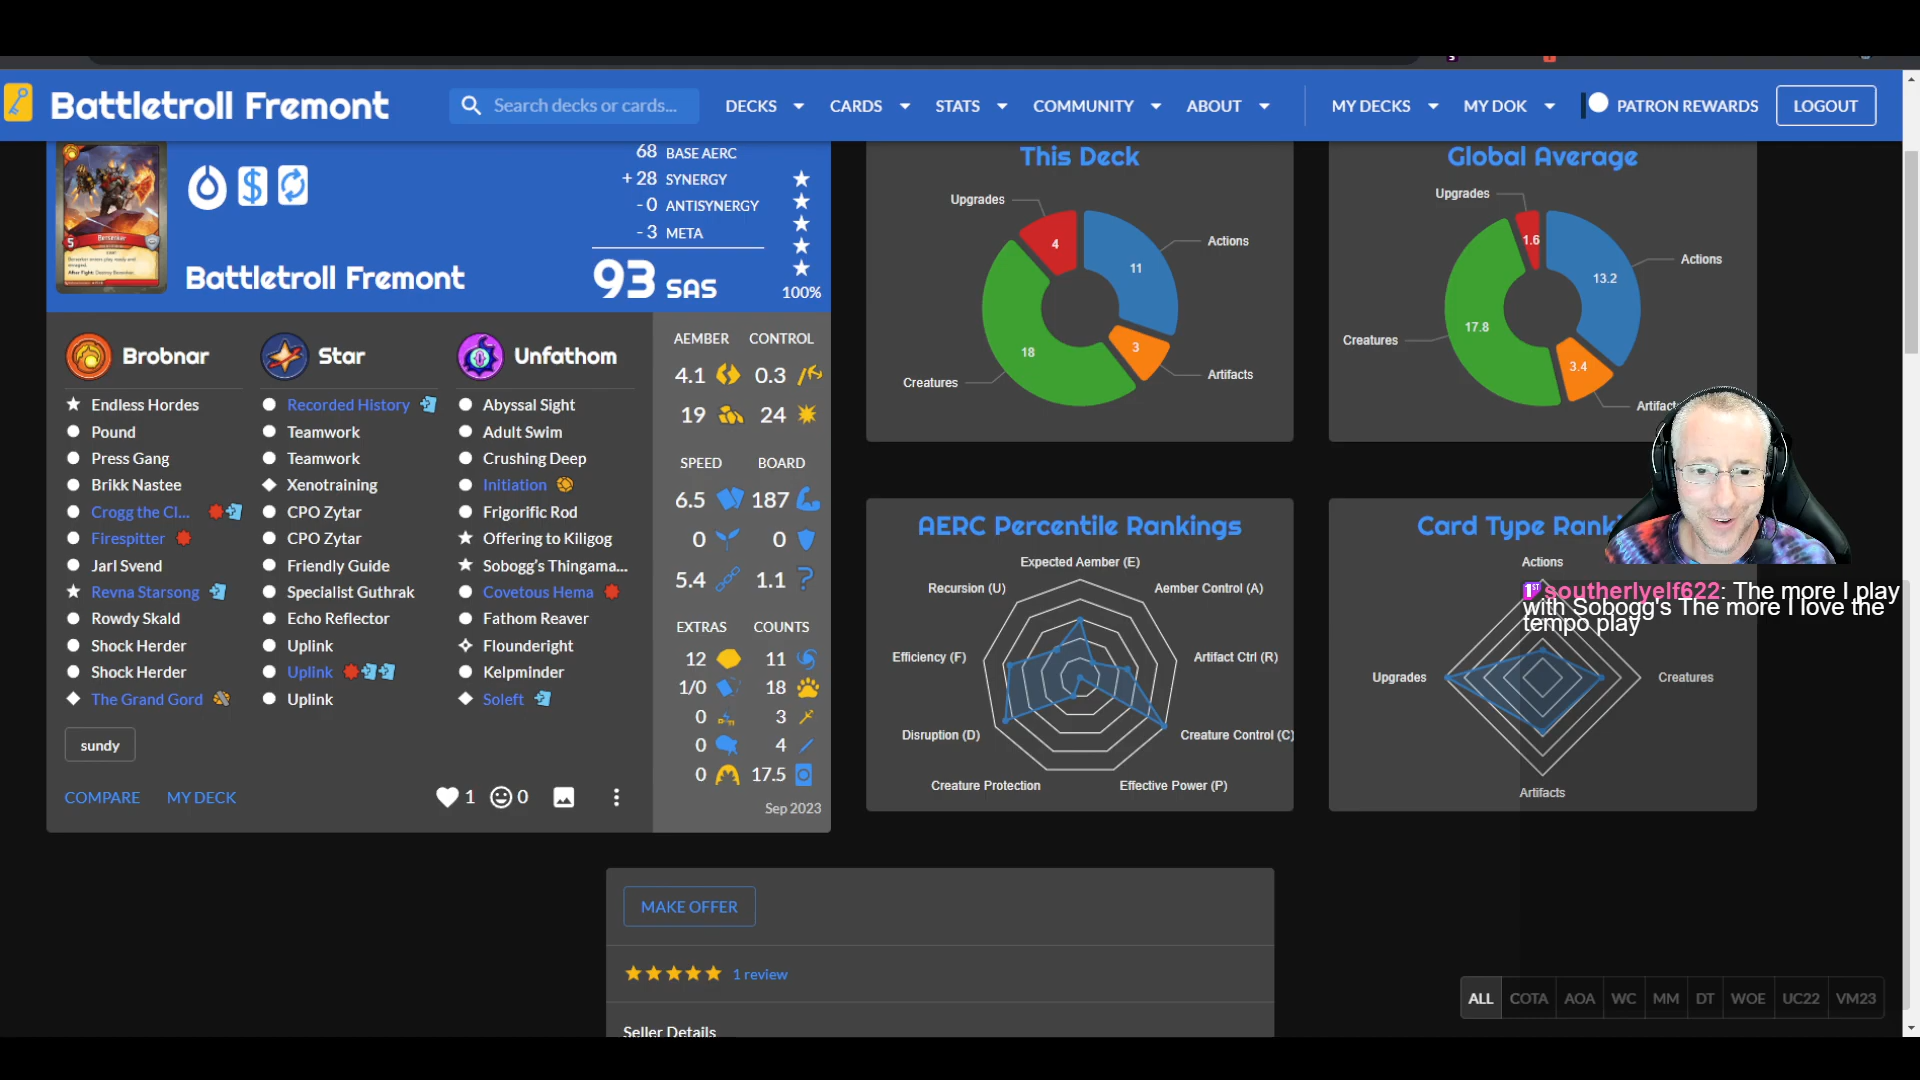 Battletroll Fremont
Search decks or cards...
DECKS
CARDS
STATS
COMMUNITY
ABOUT
MY DECKS
MY DOK
PATRON REWARDS
LOGOUT
68 BASE AERC
+ 28 SYNERGY
- 0 ANTISYNERGY
- 3 META
93 SAS
100%
Berserker
5
Battletroll Fremont
Brobnar
Endless Hordes
Pound
Press Gang
Brikk Nastee
Crogg the Cl...
Firespitter
Jarl Svend
Revna Starsong
Rowdy Skald
Shock Herder
Shock Herder
The Grand Gord
Star
Recorded History
Teamwork
Teamwork
Xenotraining
CPO Zytar
CPO Zytar
Friendly Guide
Specialist Guthrak
Echo Reflector
Uplink
Uplink
Uplink
Unfathom
Abyssal Sight
Adult Swim
Crushing Deep
Initiation
Frigorific Rod
Offering to Kiligog
Sobogg's Thingama...
Covetous Hema
Fathom Reaver
Flounderight
Kelpminder
Soleft
sundy
COMPARE
MY DECK
1
0
AEMBER CONTROL
4.1 0.3
19 24
SPEED BOARD
6.5 187
0 0
5.4 1.1
EXTRAS COUNTS
12 11
1/0 18
0 3
0 4
0 17.5
Sep 2023
This Deck
Upgrades
4
Actions
11
Creatures
18
Artifacts
3
Global Average
Upgrades
1.6
Actions
13.2
Creatures
17.8
3.4
Artifact
AERC Percentile Rankings
Expected Aember (E)
Recursion (U)
Aember Control (A)
Efficiency (F)
Artifact Ctrl (R)
Disruption (D)
Creature Control (C)
Creature Protection
Effective Power (P)
Card Type Ranki
Actions
Upgrades
Creatures
Artifacts
1ST southerlyelf622: The more I play
with Sobogg's The more I love the
tempo play
MAKE OFFER
1 review
Seller Details
ALL COTA AOA WC MM DT WOE UC22 VM23